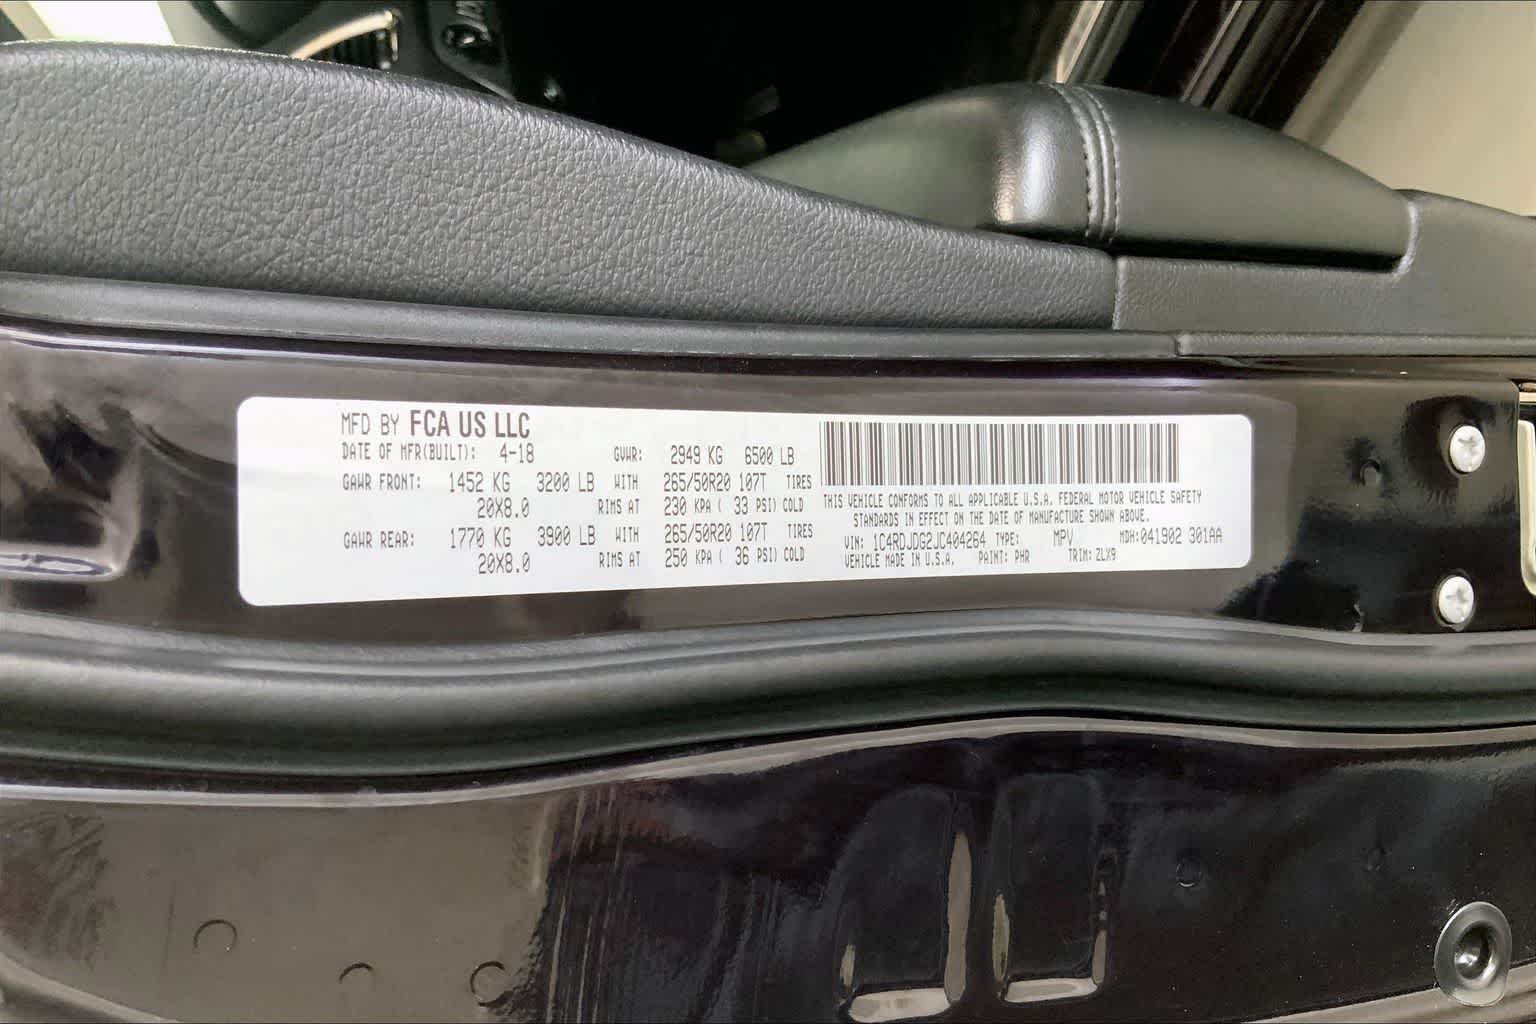 MFD BY FCA US LLC
DATE OF MFR(BUILT): 4-18 GVWR: 2949 KG 6500 LB
GAWR FRONT: 1452 KG 3200 LB WITH 265/50R20 107T TIRES
20X8.0 RIMS AT 230 KPA ( 33 PSI) COLD
GAWR REAR: 1770 KG 3900 LB WITH 265/50R20 107T TIRES
20X8.0 RIMS AT 250 KPA ( 36 PSI) COLD
THIS VEHICLE CONFORMS TO ALL APPLICABLE U.S.A. FEDERAL MOTOR VEHICLE SAFETY
STANDARDS IN EFFECT ON THE DATE OF MANUFACTURE SHOWN ABOVE.
VIN: 1C4RDJDG2JC404264 TYPE: MPV MDH:041902 301AA
VEHICLE MADE IN U.S.A. PAINT: PHR TRIM: ZLX9